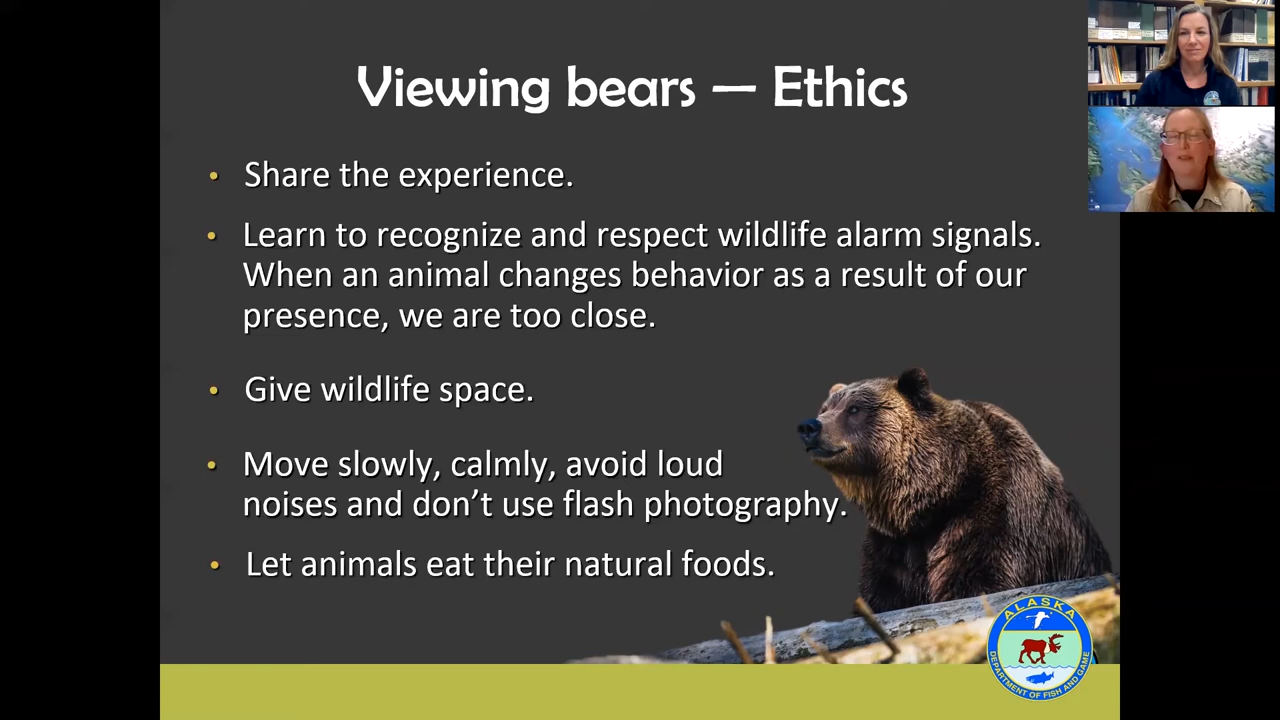 Viewing bears — Ethics
• Share the experience.
• Learn to recognize and respect wildlife alarm signals.
When an animal changes behavior as a result of our
presence, we are too close.
• Give wildlife space.
• Move slowly, calmly, avoid loud
noises and don’t use flash photography.
• Let animals eat their natural foods.
ALASKA
DEPARTMENT OF FISH AND GAME